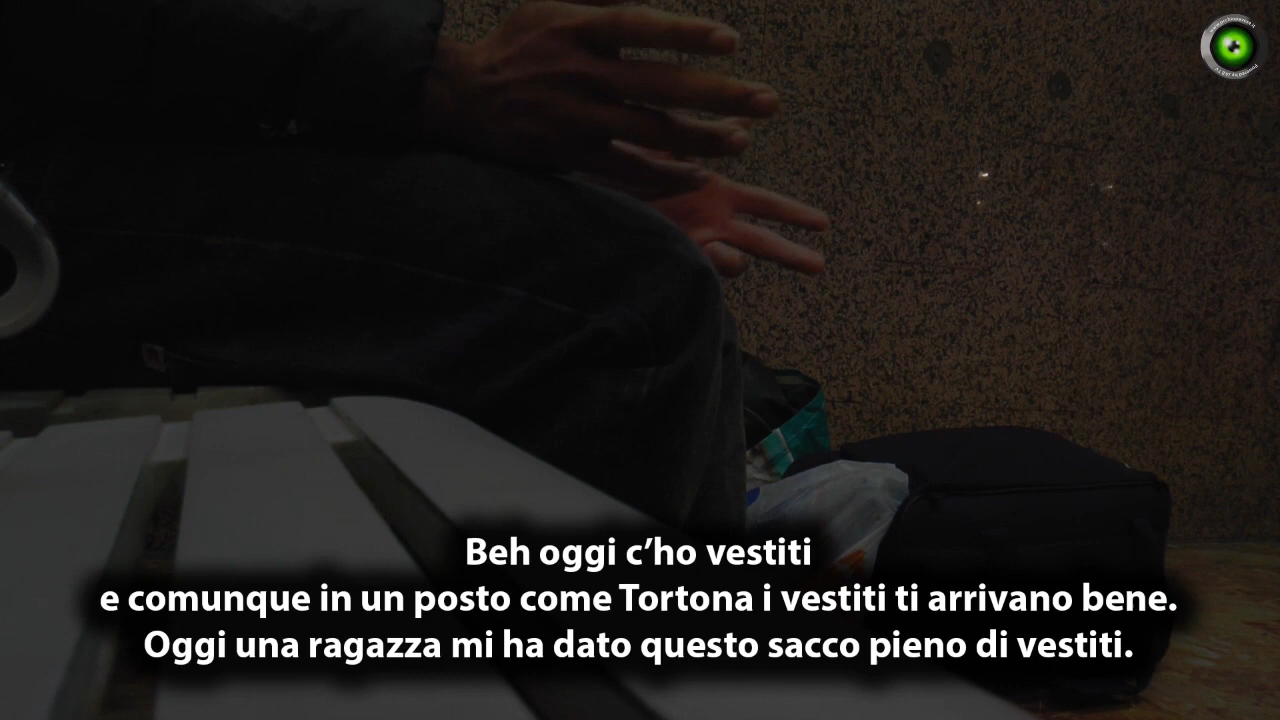 Beh oggi c’ho vestiti
e comunque in un posto come Tortona i vestiti ti arrivano bene.
Oggi una ragazza mi ha dato questo sacco pieno di vestiti.